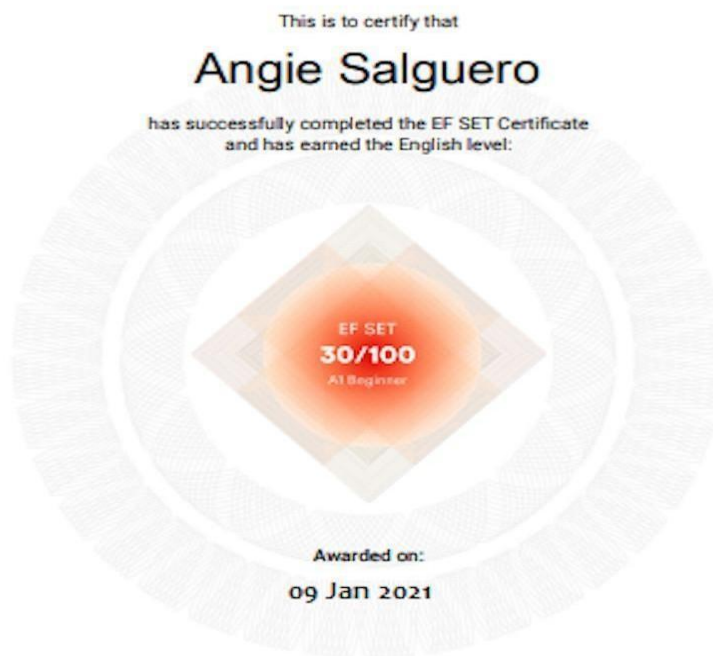 This is to certify that
Angie Salguero
has successfully completed the EF SET Certificate
and has earned the English level:
EF SET
30/100
A1 Beginner
Awarded on:
09 Jan 2021